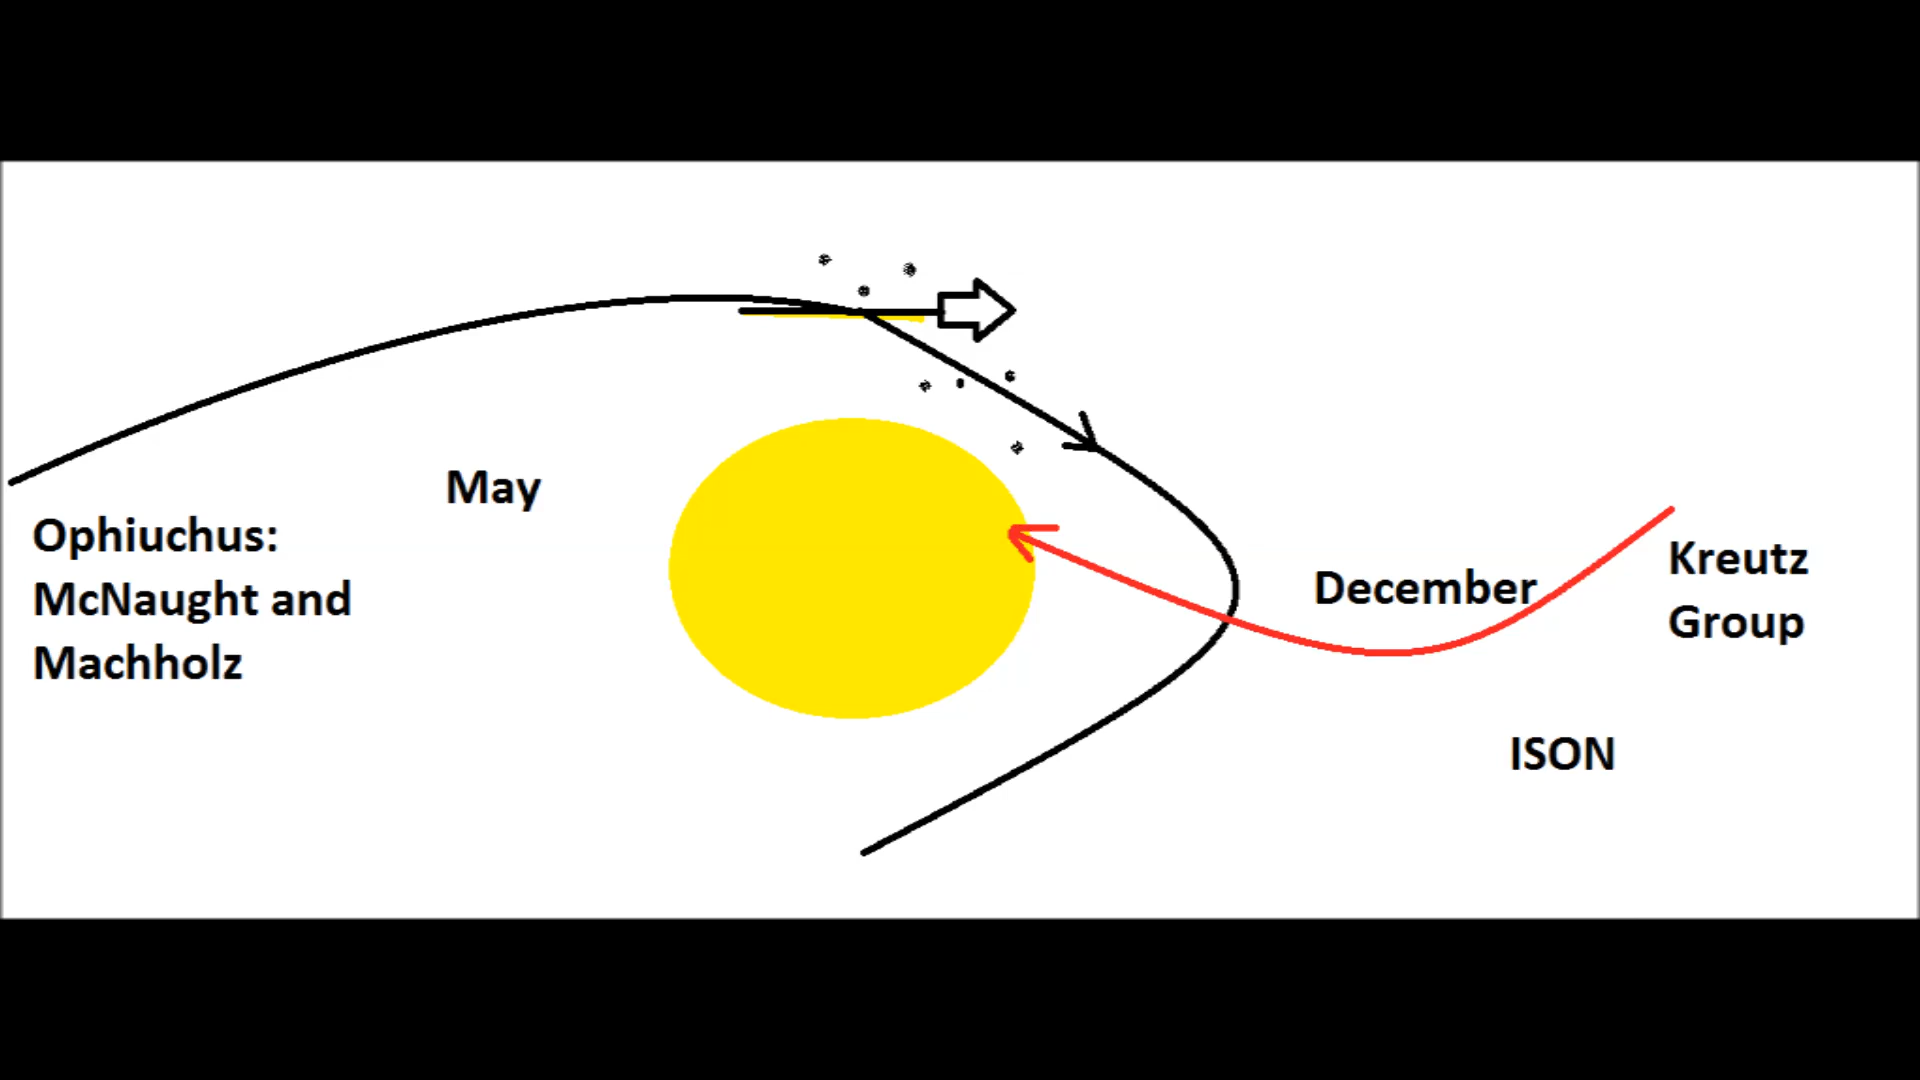 May
Ophiuchus:
McNaught and
Machholz
December
Kreutz
Group
ISON